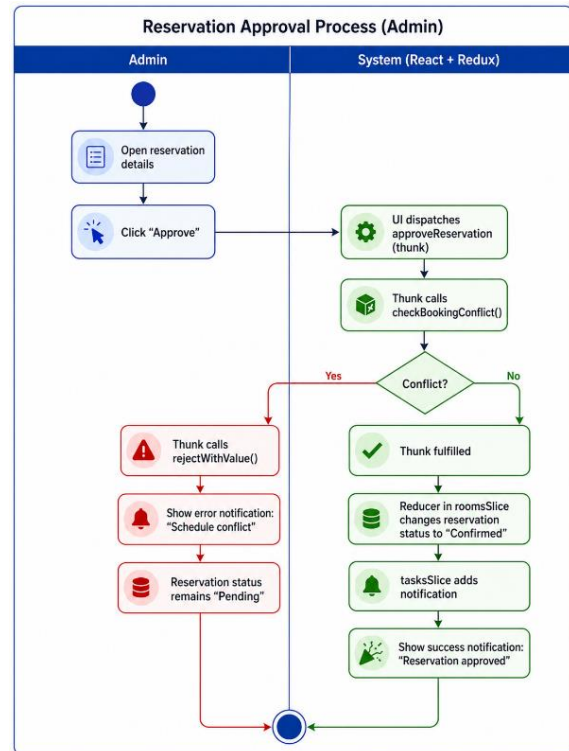 Reservation Approval Process (Admin)
Admin
System (React + Redux)
Open reservation
details
Click “Approve”
UI dispatches
approveReservation
(thunk)
Thunk calls
checkBookingConflict()
Conflict?
Yes
No
Thunk calls
rejectWithValue()
Show error notification:
“Schedule conflict”
Reservation status
remains “Pending”
Thunk fulfilled
Reducer in roomsSlice
changes reservation
status to “Confirmed”
tasksSlice adds
notification
Show success notification:
“Reservation approved”